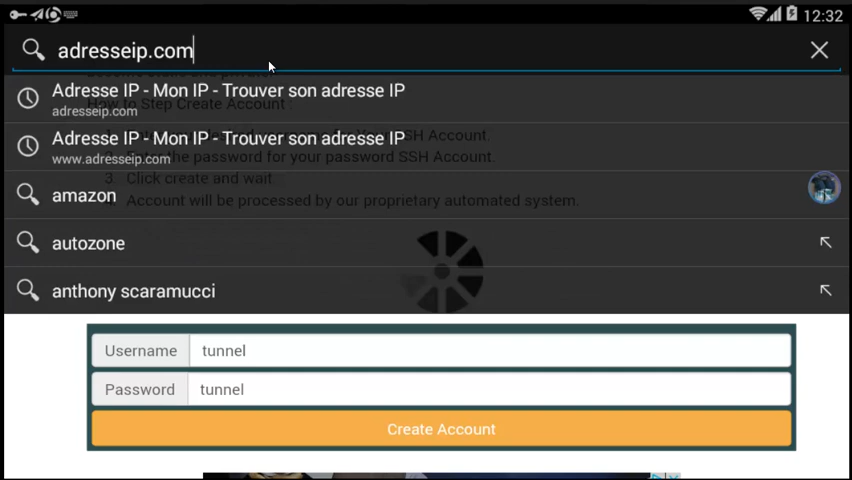 12:32
adresseip.com
Adresse IP - Mon IP - Trouver son adresse IP
adresseip.com
How to Step Create Account :
Adresse IP - Mon IP - Trouver son adresse IP
SH Account.
www.adresseip.com
the password for your password SSH Account.
3. Click create and wait
amazon
4. Account will be processed by our proprietary automated system.
autozone
anthony scaramucci
Username tunnel
Password tunnel
Create Account